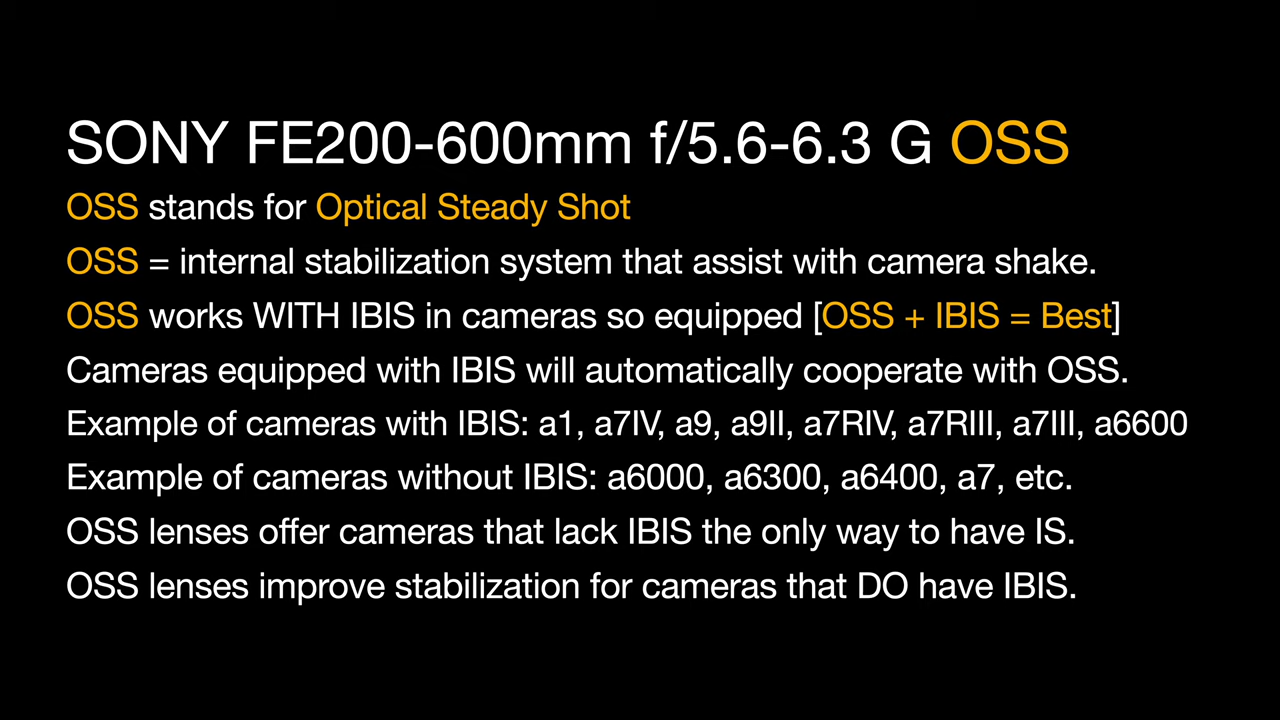 SONY FE200-600mm f/5.6-6.3 G OSS
OSS stands for Optical Steady Shot
OSS = internal stabilization system that assist with camera shake.
OSS works WITH IBIS in cameras so equipped [OSS + IBIS = Best]
Cameras equipped with IBIS will automatically cooperate with OSS.
Example of cameras with IBIS: a1, a7IV, a9, a9II, a7RIV, a7RIII, a7III, a6600
Example of cameras without IBIS: a6000, a6300, a6400, a7, etc.
OSS lenses offer cameras that lack IBIS the only way to have IS.
OSS lenses improve stabilization for cameras that DO have IBIS.